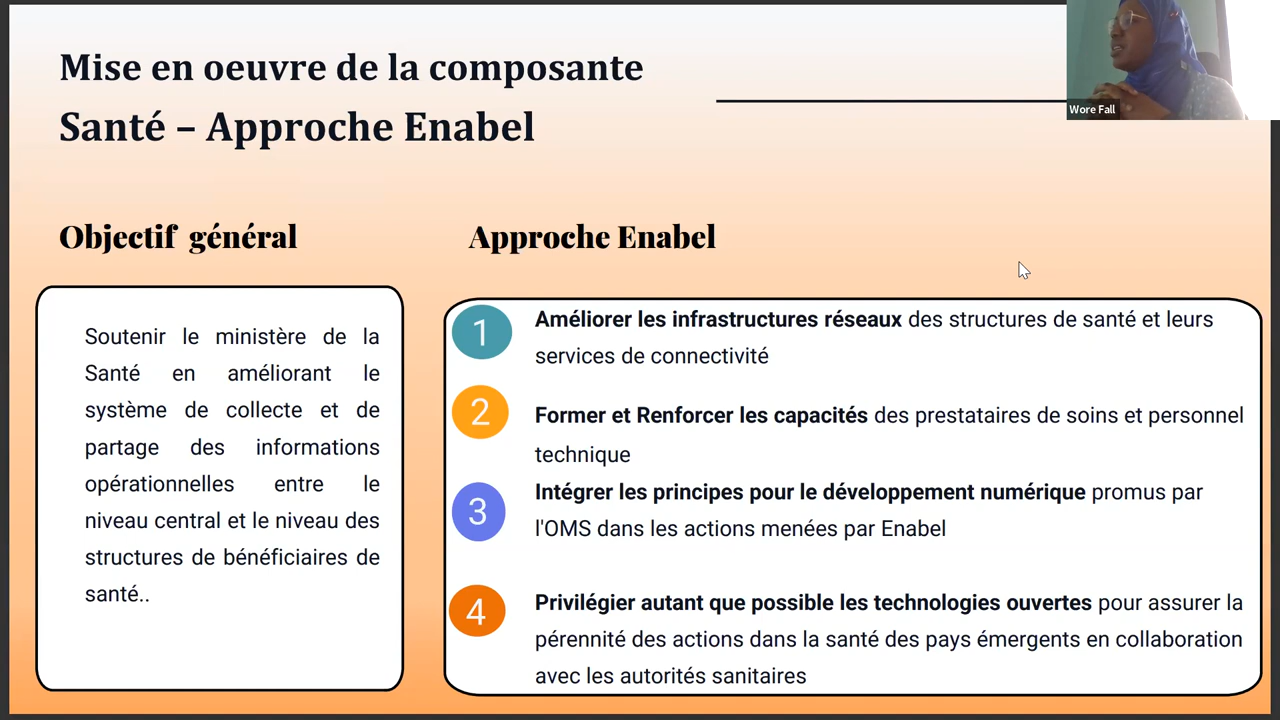 Mise en oeuvre de la composante
Santé – Approche Enabel
Wore Fall
Objectif général
Soutenir le ministère de la
Santé en améliorant le
système de collecte et de
partage des informations
opérationnelles entre le
niveau central et le niveau des
structures de bénéficiaires de
santé..
Approche Enabel
1
Améliorer les infrastructures réseaux des structures de santé et leurs
services de connectivité
2
Former et Renforcer les capacités des prestataires de soins et personnel
technique
3
Intégrer les principes pour le développement numérique promus par
l'OMS dans les actions menées par Enabel
4
Privilégier autant que possible les technologies ouvertes pour assurer la
pérennité des actions dans la santé des pays émergents en collaboration
avec les autorités sanitaires